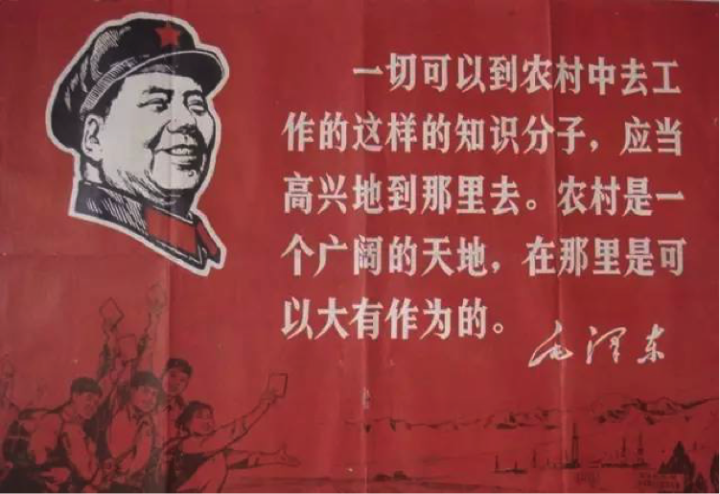 一切可以到农村中去工
作的这样的知识分子，应当
高兴地到那里去。农村是一
个广阔的天地，在那里是可
以大有作为的。
毛泽东